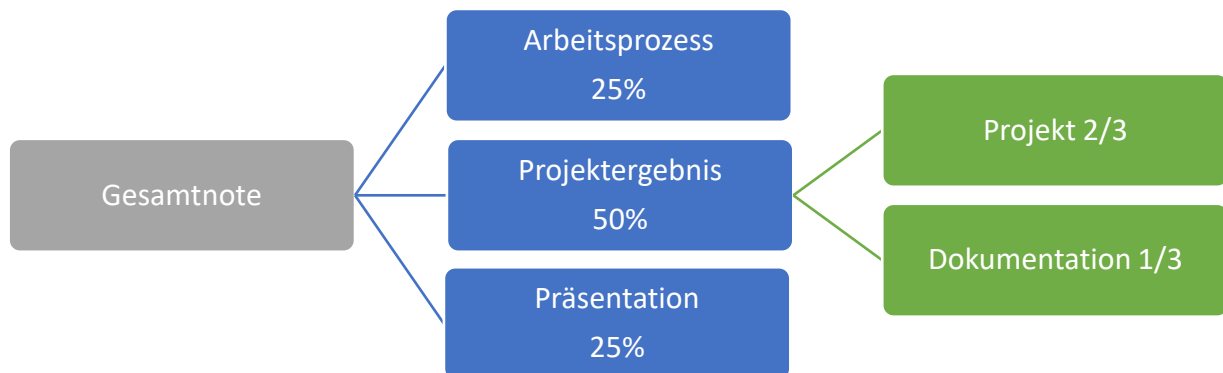 Gesamtnote
Arbeitsprozess
25%
Projektergebnis
50%
Präsentation
25%
Projekt 2/3
Dokumentation 1/3